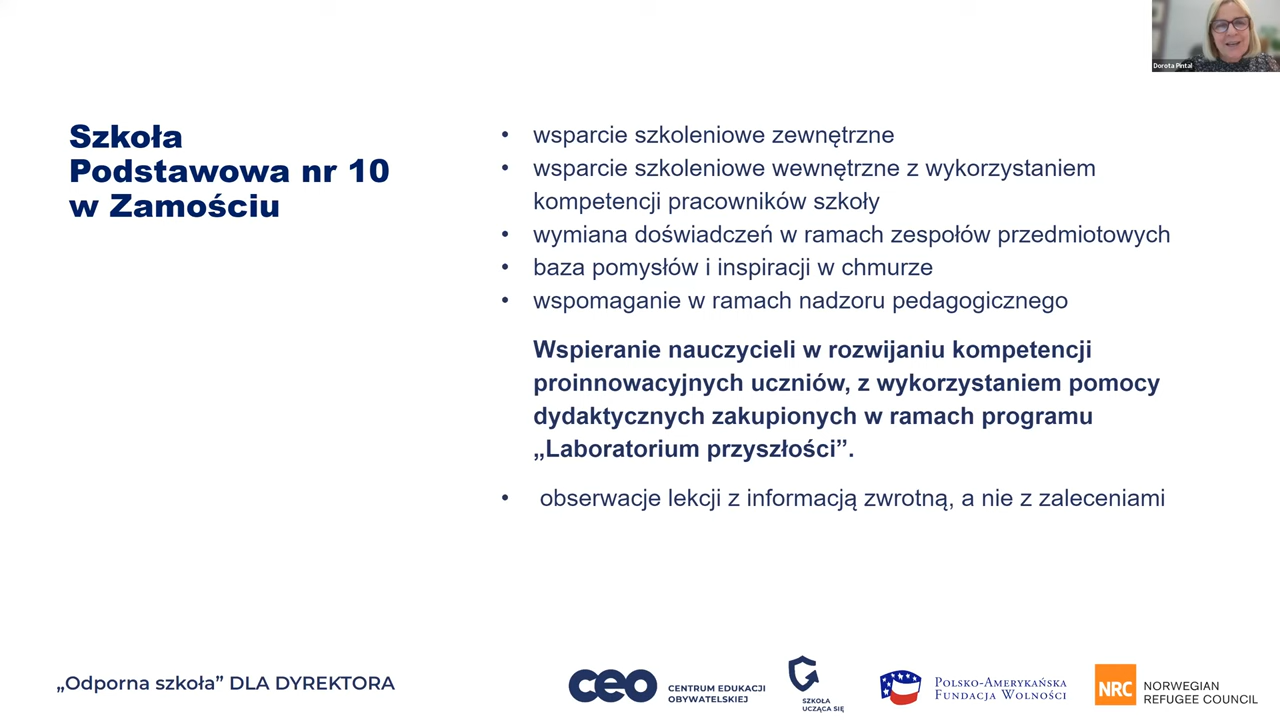 Dorota Pintal
Szkoła
Podstawowa nr 10
w Zamościu
• wsparcie szkoleniowe zewnętrzne
• wsparcie szkoleniowe wewnętrzne z wykorzystaniem
kompetencji pracowników szkoły
• wymiana doświadczeń w ramach zespołów przedmiotowych
• baza pomysłów i inspiracji w chmurze
• wspomaganie w ramach nadzoru pedagogicznego
Wspieranie nauczycieli w rozwijaniu kompetencji
proinnowacyjnych uczniów, z wykorzystaniem pomocy
dydaktycznych zakupionych w ramach programu
„Laboratorium przyszłości”.
• obserwacje lekcji z informacją zwrotną, a nie z zaleceniami
„Odporna szkoła” DLA DYREKTORA
ceo
CENTRUM EDUKACJI
OBYWATELSKIEJ
SZKOŁA
UCZĄCA SIĘ
POLSKO-AMERYKAŃSKA
FUNDACJA WOLNOŚCI
NRC
NORWEGIAN
REFUGEE COUNCIL